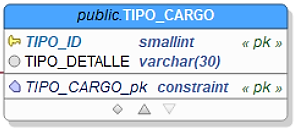 public.TIPO_CARGO
TIPO_ID smallint « pk »
TIPO_DETALLE varchar(30)
TIPO_CARGO_pk constraint « pk »